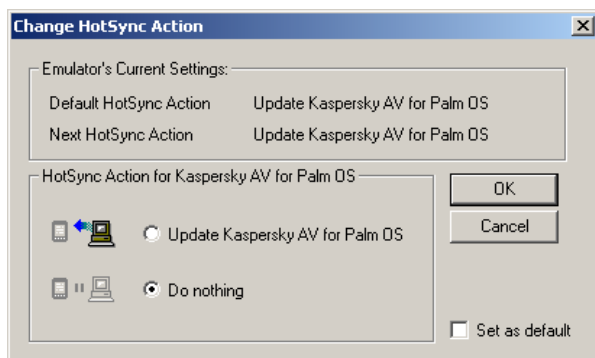 Change HotSync Action
Emulator's Current Settings:
Default HotSync Action Update Kaspersky AV for Palm OS
Next HotSync Action Update Kaspersky AV for Palm OS
HotSync Action for Kaspersky AV for Palm OS
Update Kaspersky AV for Palm OS
Do nothing
OK
Cancel
Set as default